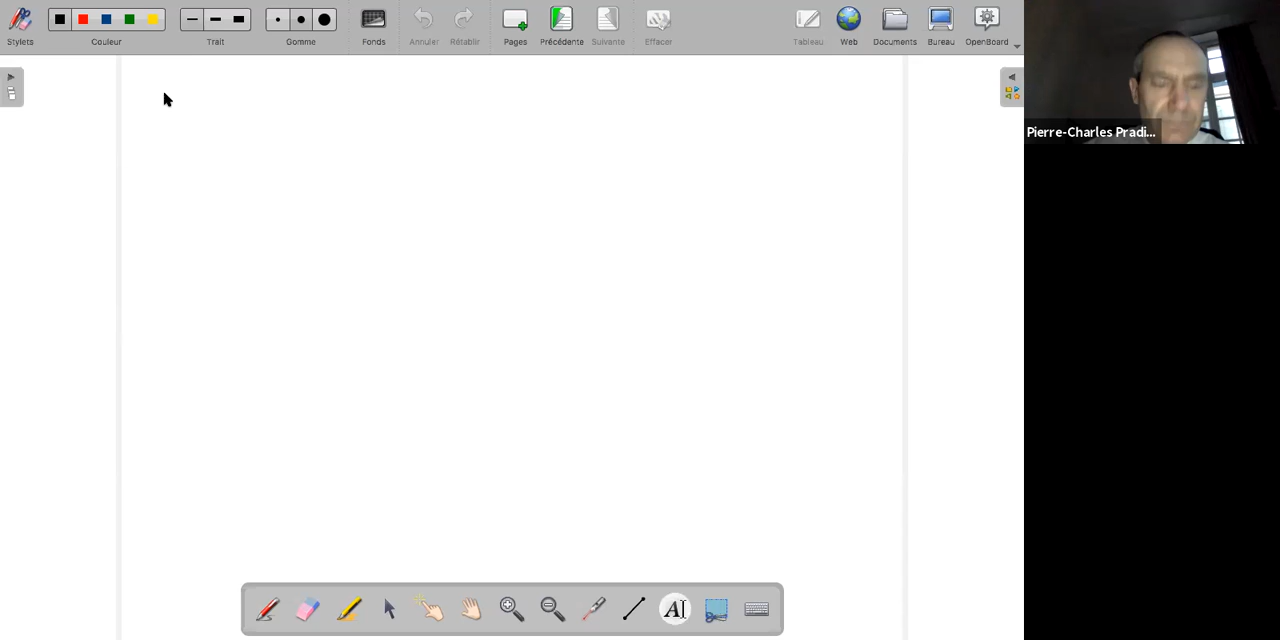 Stylets Couleur Trait Gomme Fonds Annuler Rétablir Pages Précédente Suivante Effacer Tableau Web Documents Bureau OpenBoard
Pierre-Charles Pradi...
A